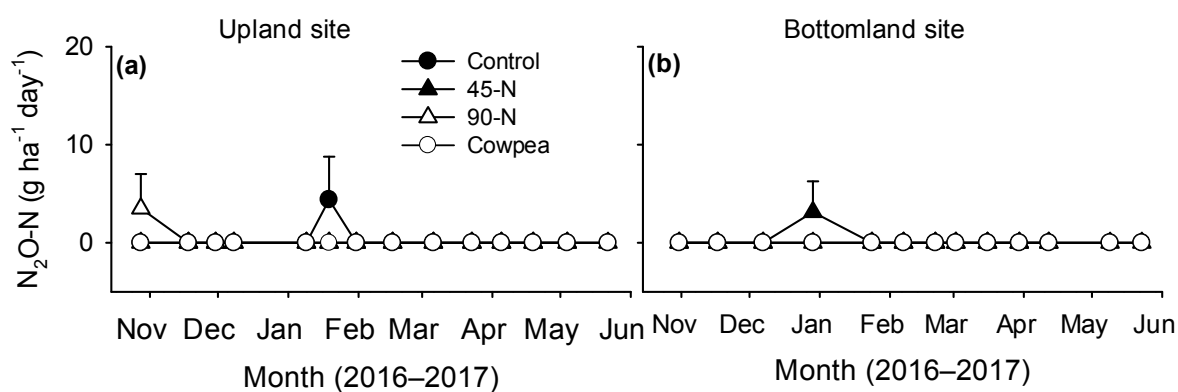 Upland site
Bottomland site
N₂O-N (g ha⁻¹ day⁻¹)
20
10
0
(a)
Control
45-N
90-N
Cowpea
(b)
Nov Dec Jan Feb Mar Apr May Jun
Nov Dec Jan Feb Mar Apr May Jun
Month (2016–2017)
Month (2016–2017)